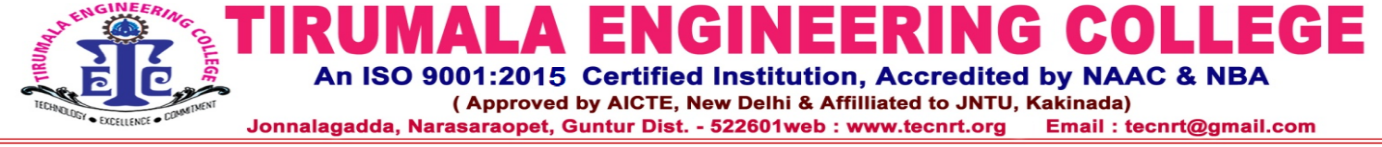 TIRUMALA ENGINEERING COLLEGE
TIRUMALA ENGINEERING COLLEGE
An ISO 9001:2015 Certified Institution, Accredited by NAAC & NBA
ETC
( Approved by AICTE, New Delhi & Affilliated to JNTU, Kakinada)
TECHNOLOGY • EXCELLENCE • COMMITMENT
Jonnalagadda, Narasaraopet, Guntur Dist. - 522601web : www.tecnrt.org Email : tecnrt@gmail.com